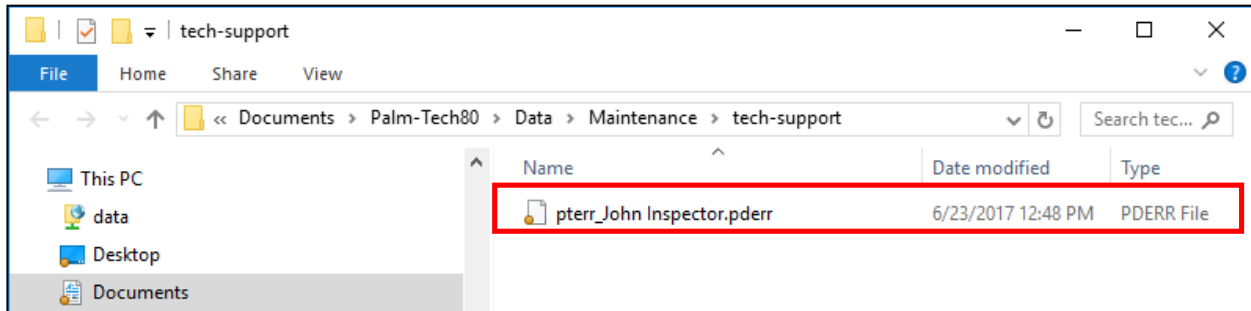 tech-support
File Home Share View
« Documents > Palm-Tech80 > Data > Maintenance > tech-support Search tec...
This PC
data
Desktop
Documents
Name Date modified Type
pterr_John Inspector.pderr 6/23/2017 12:48 PM PDERR File